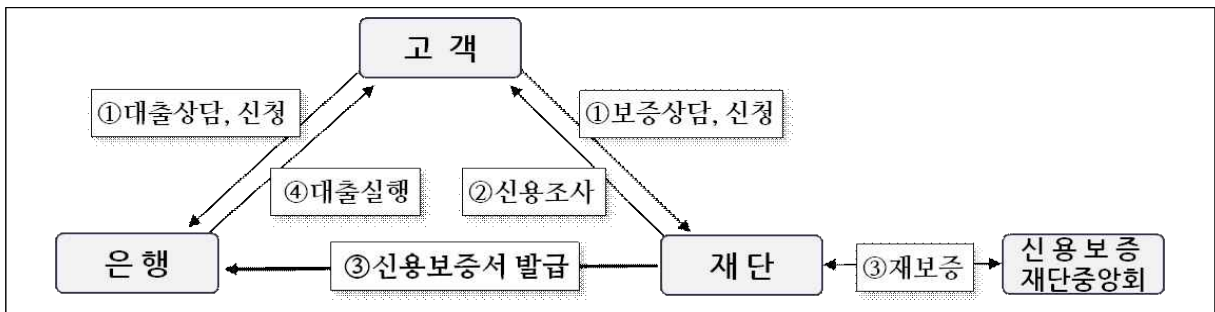 고 객
①대출상담, 신청
①보증상담, 신청
④대출실행
②신용조사
은 행
③신용보증서 발급
재 단
③재보증
신 용 보 증
재단중앙회